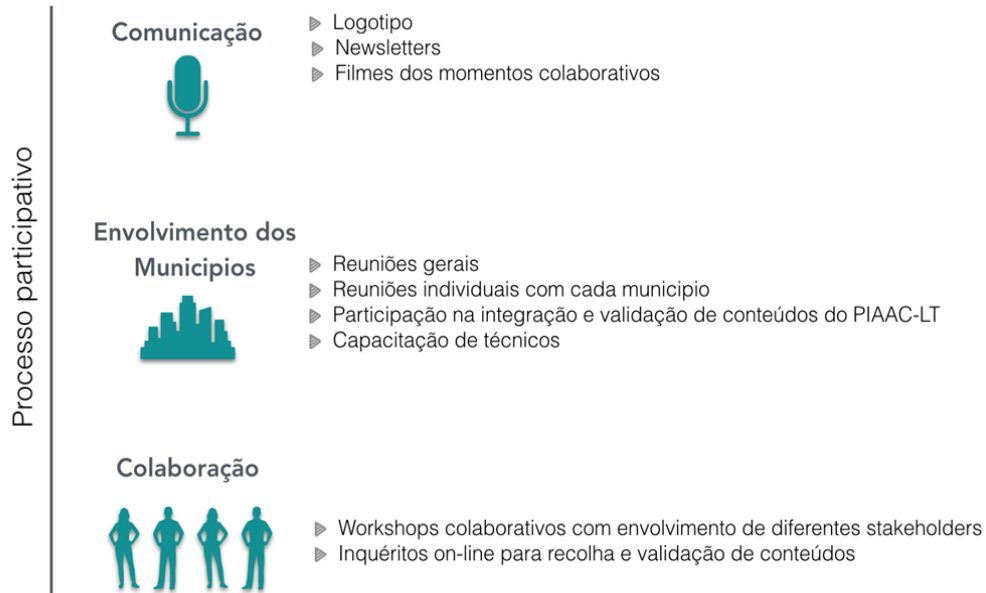 Processo participativo
Comunicação
Logotipo
Newsletters
Filmes dos momentos colaborativos
Envolvimento dos
Municipios
Reuniões gerais
Reuniões individuais com cada municipio
Participação na integração e validação de conteúdos do PIAAC-LT
Capacitação de técnicos
Colaboração
Workshops colaborativos com envolvimento de diferentes stakeholders
Inquéritos on-line para recolha e validação de conteúdos